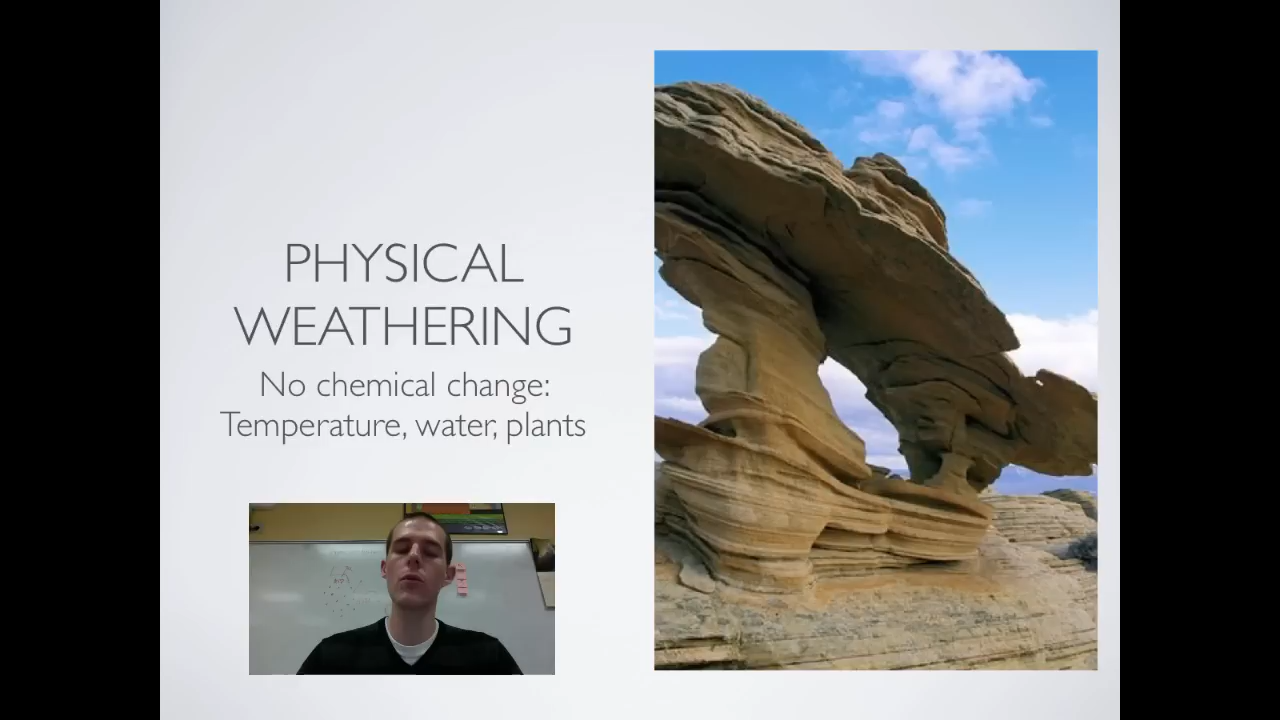 PHYSICAL
WEATHERING
No chemical change:
Temperature, water, plants